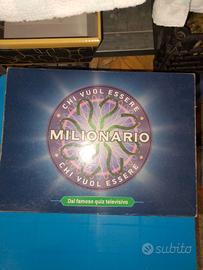 CHI VUOL ESSERE
MILIONARIO
CHI VUOL ESSERE
Dal famoso quiz televisivo
subito